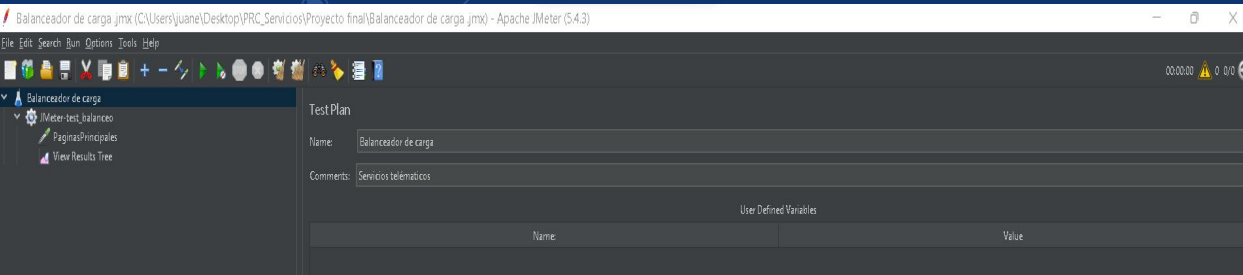 Balanceador de carga .jmx (C:\Users\juane\Desktop\PRC_Servicios\Proyecto final\Balanceador de carga .jmx) - Apache JMeter (5.4.3)
File Edit Search Run Options Tools Help
00:00:00 0 0/0
Balanceador de carga
JMeter-test_balanceo
PaginasPrincipales
View Results Tree
Test Plan
Name: Balanceador de carga
Comments: Servicios telématicos
User Defined Variables
Name: Value